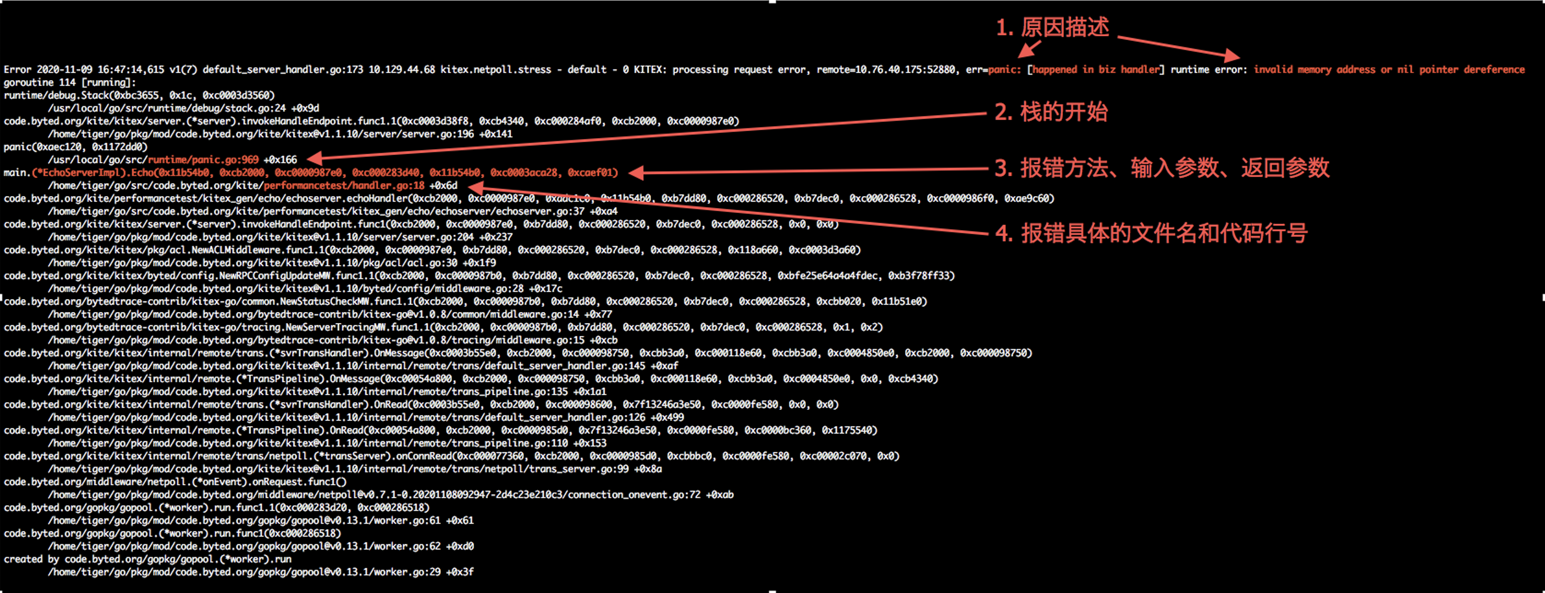 1. 原因描述
Error 2020-11-09 16:47:14,615 v1(7) default_server_handler.go:173 10.129.44.68 kitex.netpoll.stress - default - 0 KITEX: processing request error, remote=10.76.40.175:52880, err=panic: [happened in biz handler] runtime error: invalid memory address or nil pointer dereference
goroutine 114 [running]:
runtime/debug.Stack(0xbc3655, 0x1c, 0xc0003d3560)
/usr/local/go/src/runtime/debug/stack.go:24 +0x9d
2. 栈的开始
code.byted.org/kite/kitex/server.(*server).invokeHandleEndpoint.func1.1(0xc0003d38f8, 0xcb4340, 0xc000284af0, 0xcb2000, 0xc0000987e0)
/home/tiger/go/pkg/mod/code.byted.org/kite/kitex@v1.1.10/server/server.go:196 +0x141
panic(0xaec120, 0x1172dd0)
/usr/local/go/src/runtime/panic.go:969 +0x166
3. 报错方法、输入参数、返回参数
main.(*EchoServerImpl).Echo(0x11b54b0, 0xcb2000, 0xc0000987e0, 0xc000283d40, 0x11b54b0, 0xc0003aca28, 0xcaef01)
/home/tiger/go/src/code.byted.org/kite/performancetest/handler.go:18 +0x6d
code.byted.org/kite/performancetest/kitex_gen/echo/echoserver.echoHandler(0xcb2000, 0xc0000987e0, 0xadc1c0, 0x11b54b0, 0xb7dd80, 0xc000286520, 0xb7dec0, 0xc000286528, 0xc0000986f0, 0xae9c60)
/home/tiger/go/src/code.byted.org/kite/performancetest/kitex_gen/echo/echoserver/echoserver.go:37 +0xa4
code.byted.org/kite/kitex/server.(*server).invokeHandleEndpoint.func1(0xcb2000, 0xc0000987e0, 0xb7dd80, 0xc000286520, 0xb7dec0, 0xc000286528, 0x0, 0x0)
4. 报错具体的文件名和代码行号
/home/tiger/go/pkg/mod/code.byted.org/kite/kitex@v1.1.10/server/server.go:204 +0x237
code.byted.org/kite/kitex/pkg/acl.NewACLMiddleware.func1.1(0xcb2000, 0xc0000987e0, 0xb7dd80, 0xc000286520, 0xb7dec0, 0xc000286528, 0x118a660, 0xc0003d3a60)
/home/tiger/go/pkg/mod/code.byted.org/kite/kitex@v1.1.10/pkg/acl/acl.go:30 +0x1f9
code.byted.org/kite/kitex/byted/config.NewRPCConfigUpdateMW.func1.1(0xcb2000, 0xc0000987b0, 0xb7dd80, 0xc000286520, 0xb7dec0, 0xc000286528, 0xbfe25e64a4a4fdec, 0xb3f78ff33)
/home/tiger/go/pkg/mod/code.byted.org/kite/kitex@v1.1.10/byted/config/middleware.go:28 +0x17c
code.byted.org/bytedtrace-contrib/kitex-go/common.NewStatusCheckMW.func1.1(0xcb2000, 0xc0000987b0, 0xb7dd80, 0xc000286520, 0xb7dec0, 0xc000286528, 0xcbb020, 0x11b51e0)
/home/tiger/go/pkg/mod/code.byted.org/bytedtrace-contrib/kitex-go@v1.0.8/common/middleware.go:14 +0x77
code.byted.org/bytedtrace-contrib/kitex-go/tracing.NewServerTracingMW.func1.1(0xcb2000, 0xc0000987b0, 0xb7dd80, 0xc000286520, 0xb7dec0, 0xc000286528, 0x1, 0x2)
/home/tiger/go/pkg/mod/code.byted.org/bytedtrace-contrib/kitex-go@v1.0.8/tracing/middleware.go:15 +0xcb
code.byted.org/kite/kitex/internal/remote/trans.(*svrTransHandler).OnMessage(0xc0003b55e0, 0xcb2000, 0xc000098750, 0xcbb3a0, 0xc000118e60, 0xcbb3a0, 0xc0004850e0, 0xcb2000, 0xc000098750)
/home/tiger/go/pkg/mod/code.byted.org/kite/kitex@v1.1.10/internal/remote/trans/default_server_handler.go:145 +0xaf
code.byted.org/kite/kitex/internal/remote.(*TransPipeline).OnMessage(0xc00054a800, 0xcb2000, 0xc000098750, 0xcbb3a0, 0xc000118e60, 0xcbb3a0, 0xc0004850e0, 0x0, 0xcb4340)
/home/tiger/go/pkg/mod/code.byted.org/kite/kitex@v1.1.10/internal/remote/trans_pipeline.go:135 +0x1a1
code.byted.org/kite/kitex/internal/remote/trans.(*svrTransHandler).OnRead(0xc0003b55e0, 0xcb2000, 0xc000098600, 0x7f13246a3e50, 0xc0000fe580, 0x0, 0x0)
/home/tiger/go/pkg/mod/code.byted.org/kite/kitex@v1.1.10/internal/remote/trans/default_server_handler.go:126 +0x499
code.byted.org/kite/kitex/internal/remote.(*TransPipeline).OnRead(0xc00054a800, 0xcb2000, 0xc0000985d0, 0x7f13246a3e50, 0xc0000fe580, 0xc0000bc360, 0x1175540)
/home/tiger/go/pkg/mod/code.byted.org/kite/kitex@v1.1.10/internal/remote/trans_pipeline.go:110 +0x153
code.byted.org/kite/kitex/internal/remote/trans/netpoll.(*transServer).onConnRead(0xc000077360, 0xcb2000, 0xc0000985d0, 0xcbbbc0, 0xc0000fe580, 0xc00002c070, 0x0)
/home/tiger/go/pkg/mod/code.byted.org/kite/kitex@v1.1.10/internal/remote/trans/netpoll/trans_server.go:99 +0x8a
code.byted.org/middleware/netpoll.(*onEvent).onRequest.func1()
/home/tiger/go/pkg/mod/code.byted.org/middleware/netpoll@v0.7.1-0.20201108092947-2d4c23e210c3/connection_onevent.go:72 +0xab
code.byted.org/gopkg/gopool.(*worker).run.func1.1(0xc000283d20, 0xc000286518)
/home/tiger/go/pkg/mod/code.byted.org/gopkg/gopool@v0.13.1/worker.go:61 +0x61
code.byted.org/gopkg/gopool.(*worker).run.func1(0xc000286518)
/home/tiger/go/pkg/mod/code.byted.org/gopkg/gopool@v0.13.1/worker.go:62 +0xd0
created by code.byted.org/gopkg/gopool.(*worker).run
/home/tiger/go/pkg/mod/code.byted.org/gopkg/gopool@v0.13.1/worker.go:29 +0x3f